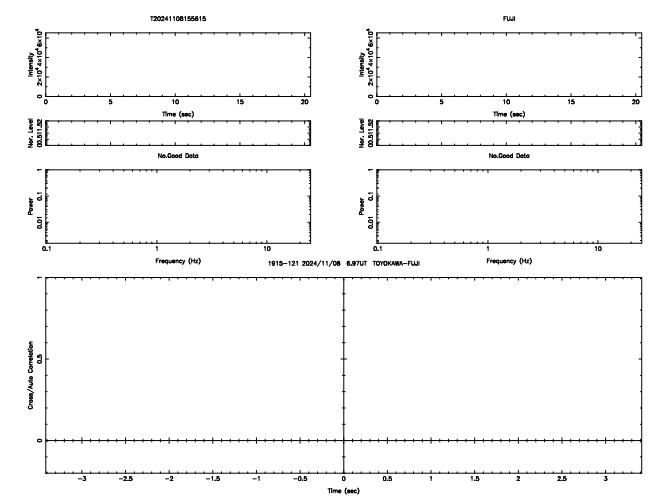 T20241108155615 FUJI
Intensity 0 2×10⁴ 4×10⁴ 6×10⁴ Intensity 0 2×10⁴ 4×10⁴ 6×10⁴
0 5 10 15 20 0 5 10 15 20
Time (sec) Time (sec)
Nor. Level 00.511.52 Nor. Level 00.511.52
No.Good Data No.Good Data
Power 0.01 0.1 1 Power 0.01 0.1 1
0.1 1 10 0.1 1 10
Frequency (Hz) Frequency (Hz)
1915-121 2024/11/08 6.97UT TOYOKAWA-FUJI
Cross/Auto Correlation 0 0.5 1
-3 -2.5 -2 -1.5 -1 -0.5 0 0.5 1 1.5 2 2.5 3
Time (sec)